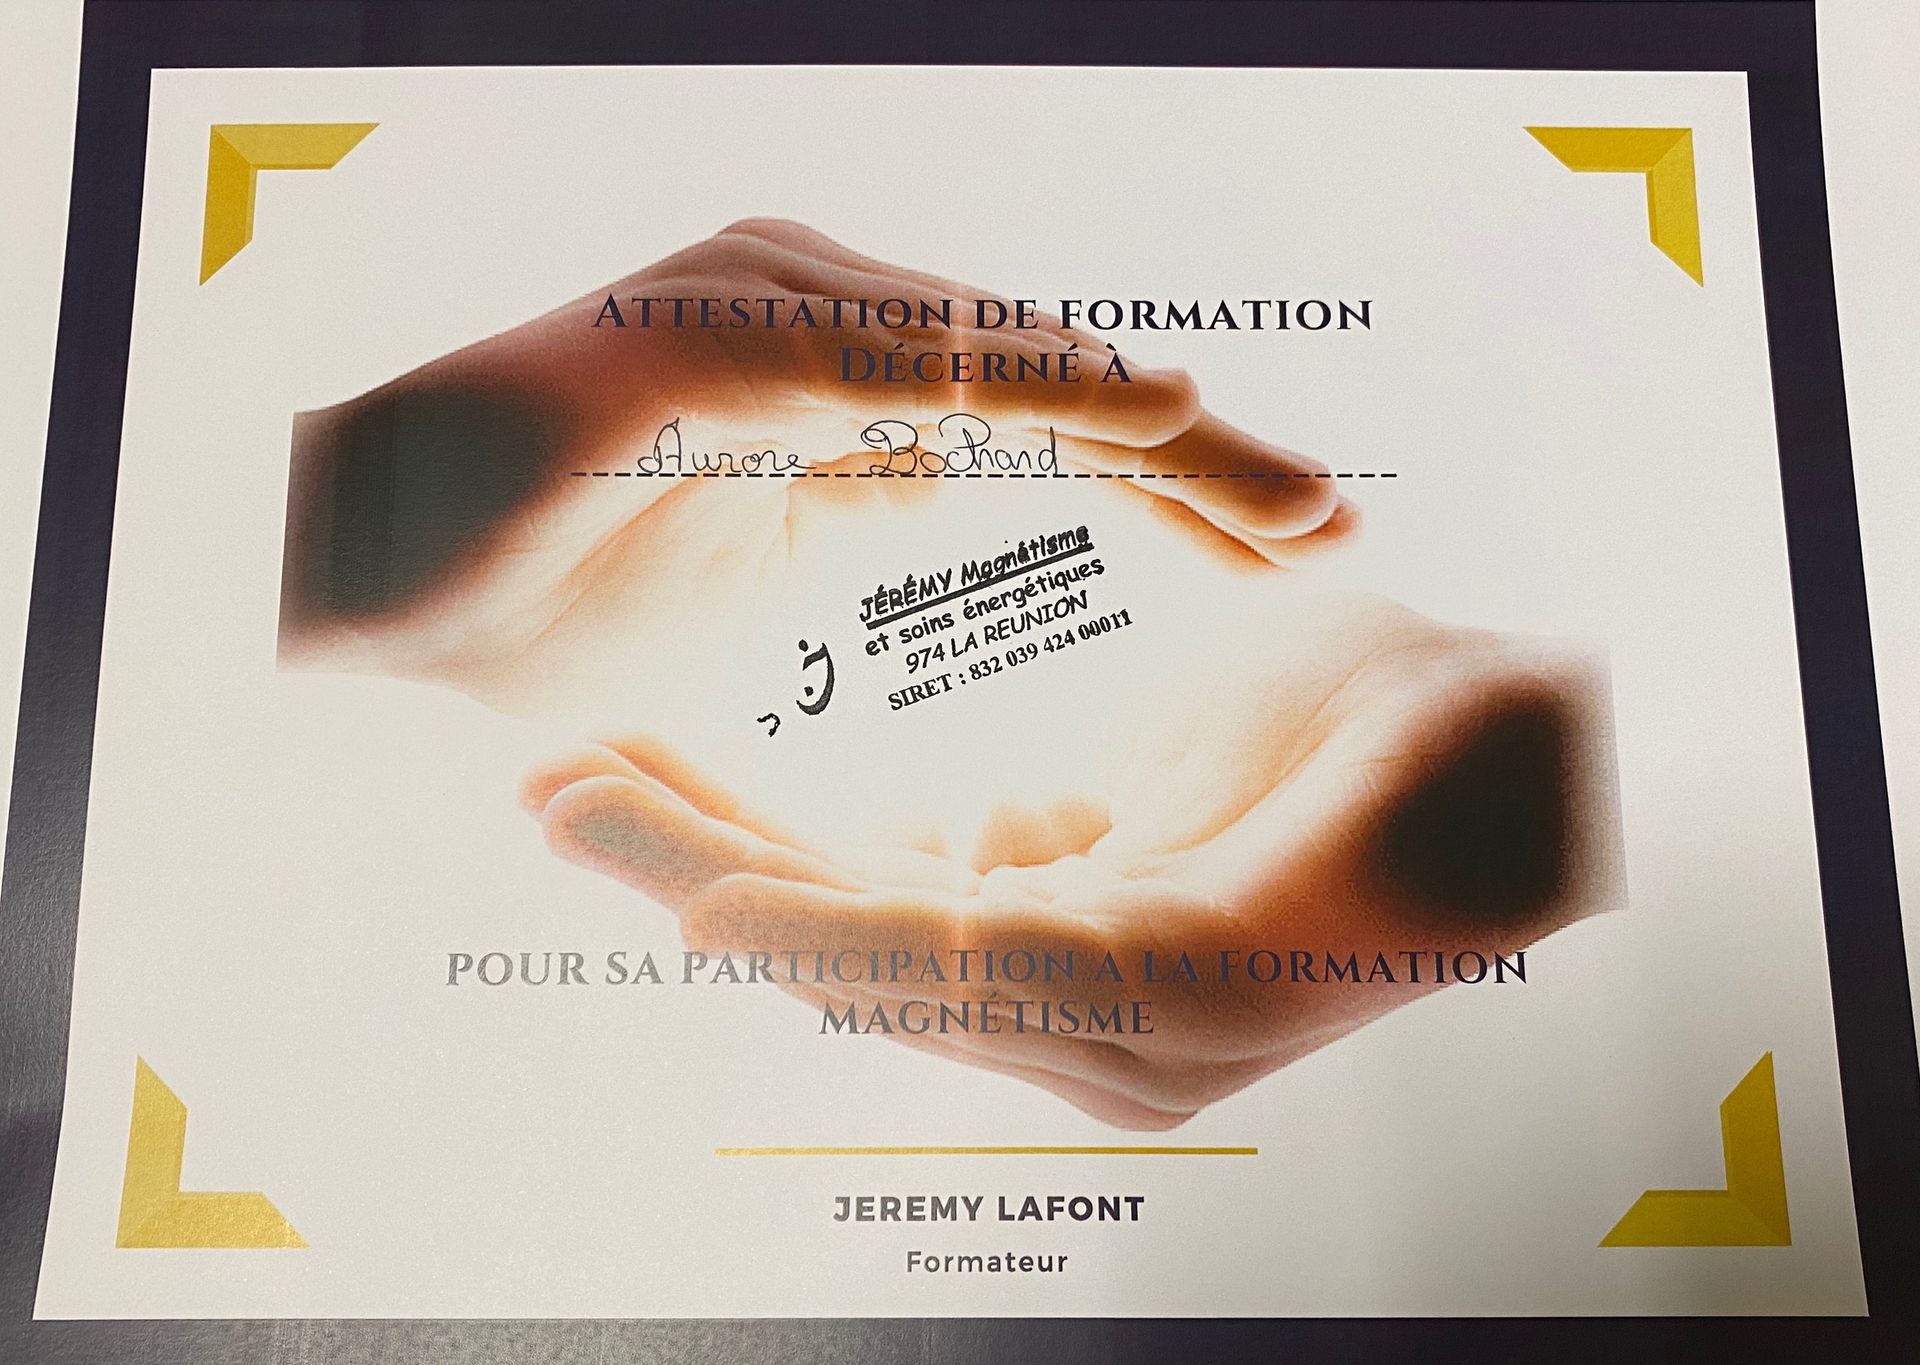 ATTESTATION DE FORMATION
DÉCERNÉ À
Aurore Bochard
JÉRÉMY Magnétisme
et soins énergétiques
974 LA REUNION
SIRET : 832 039 424 00011
POUR SA PARTICIPATION A LA FORMATION
MAGNÉTISME
JEREMY LAFONT
Formateur